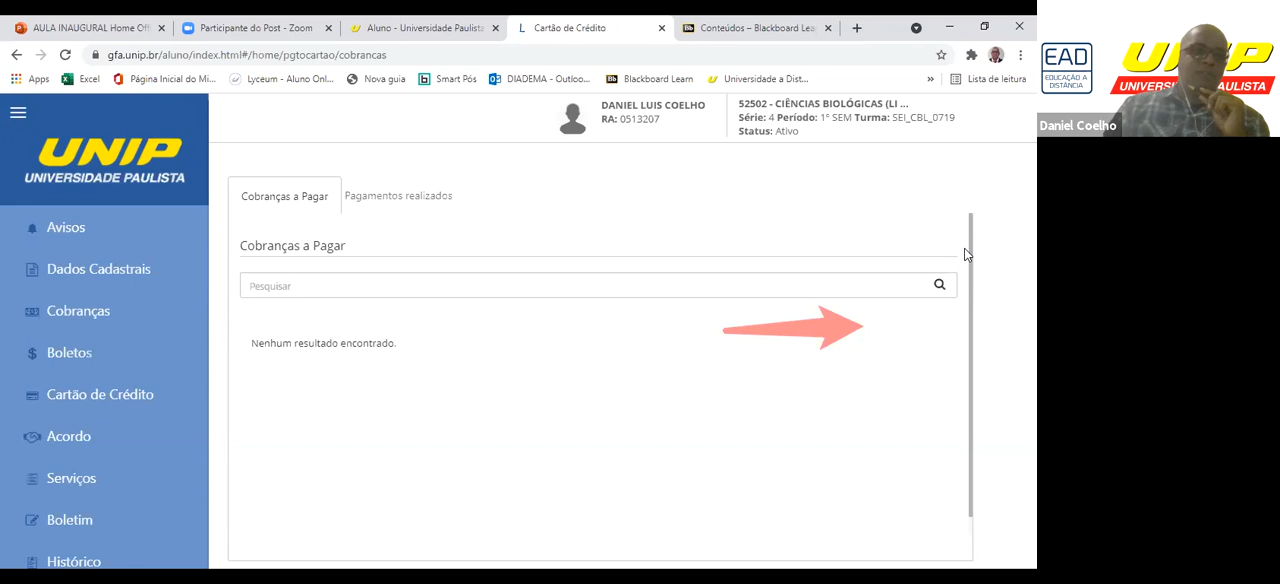 AULA INAUGURAL Home Offi
Participante do Post - Zoom
Aluno - Universidade Paulista
Cartão de Crédito
Conteúdos – Blackboard Lea
gfa.unip.br/aluno/index.html#/home/pgtocartao/cobrancas
Apps
Excel
Página Inicial do Mi...
Lyceum - Aluno Onl...
Nova guia
Smart Pós
DIADEMA - Outloo...
Blackboard Learn
Universidade a Dist...
»
Lista de leitura
UNIP
UNIVERSIDADE PAULISTA
DANIEL LUIS COELHO
RA: 0513207
52502 - CIÊNCIAS BIOLÓGICAS (LI ...
Série: 4 Período: 1º SEM Turma: SEI_CBL_0719
Status: Ativo
Avisos
Dados Cadastrais
Cobranças
Boletos
Cartão de Crédito
Acordo
Serviços
Boletim
Histórico
Cobranças a Pagar
Pagamentos realizados
Cobranças a Pagar
Pesquisar
Nenhum resultado encontrado.
EAD
EDUCAÇÃO A
DISTÂNCIA
Daniel Coelho